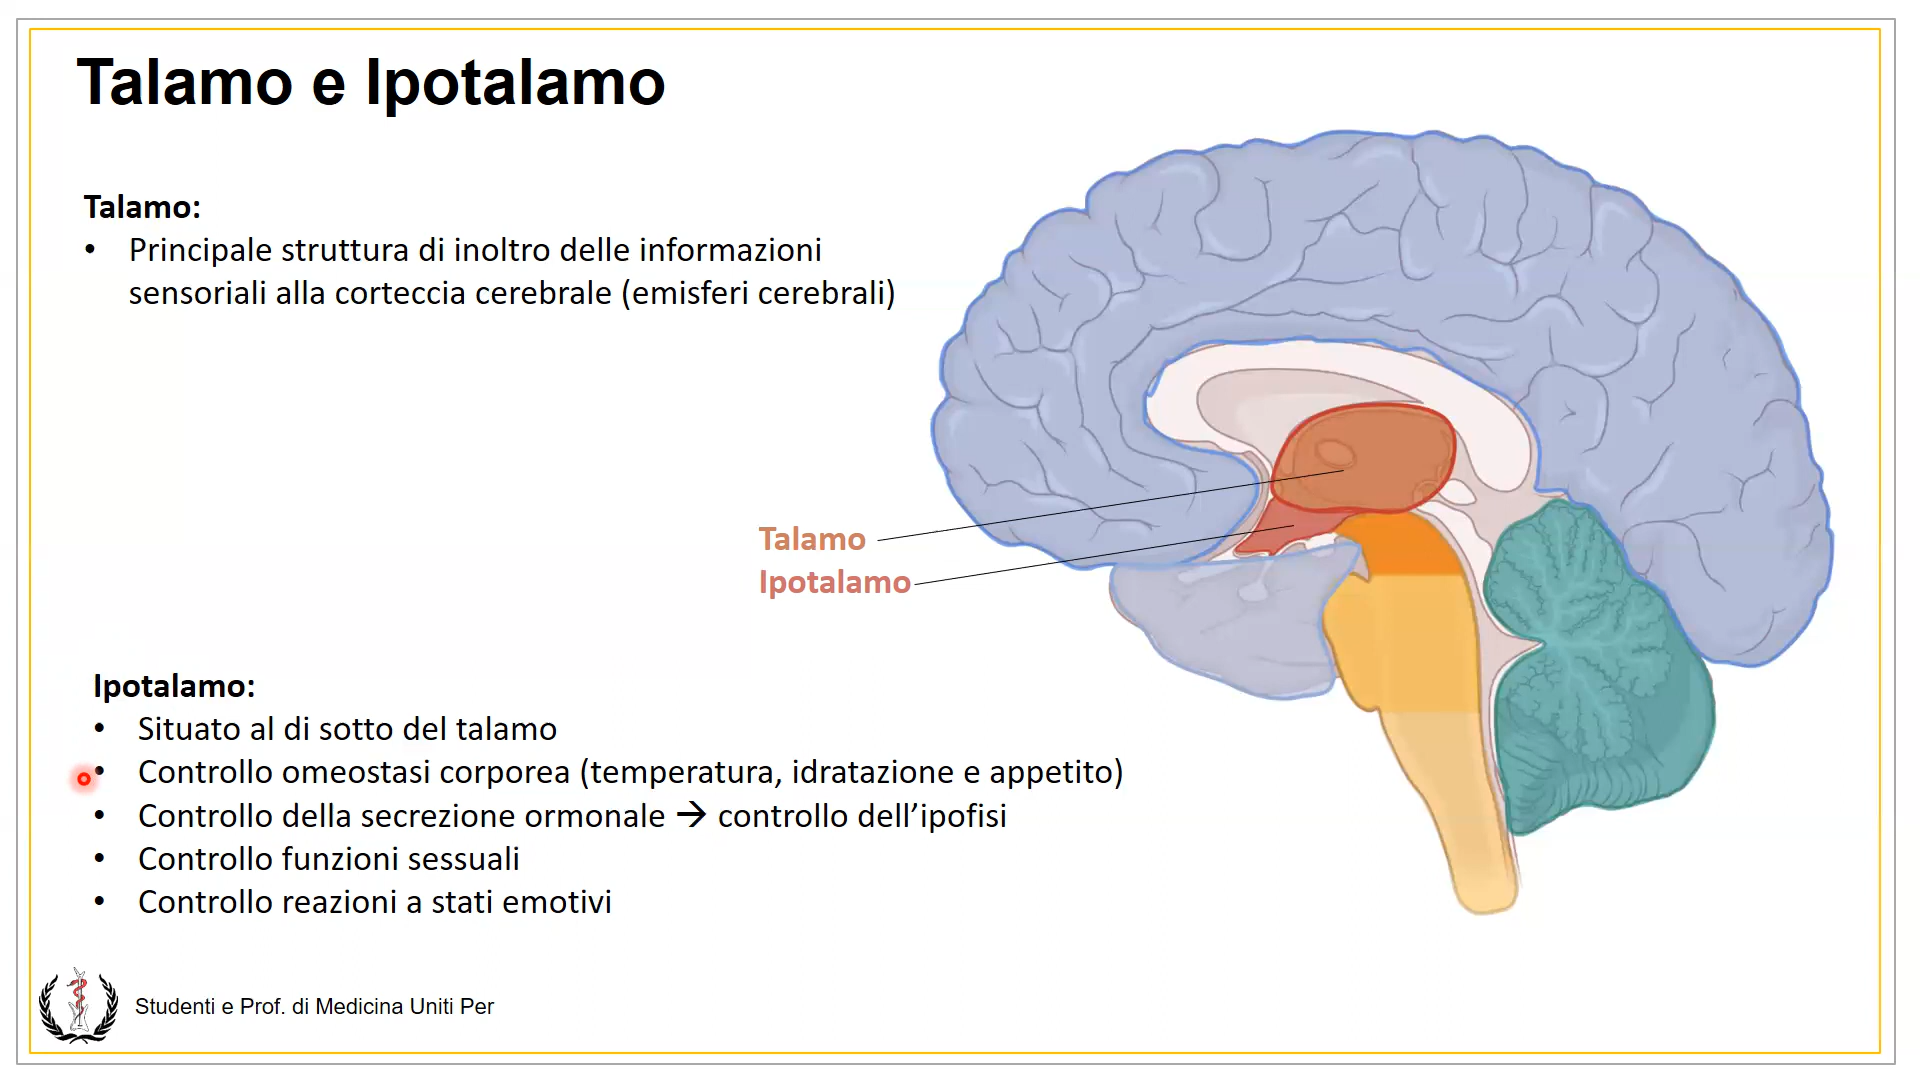 Talamo e Ipotalamo
Talamo:
• Principale struttura di inoltro delle informazioni
sensoriali alla corteccia cerebrale (emisferi cerebrali)
Talamo
Ipotalamo
Ipotalamo:
• Situato al di sotto del talamo
• Controllo omeostasi corporea (temperatura, idratazione e appetito)
• Controllo della secrezione ormonale → controllo dell’ipofisi
• Controllo funzioni sessuali
• Controllo reazioni a stati emotivi
Studenti e Prof. di Medicina Uniti Per